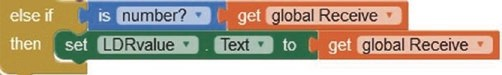 else if is number? get global Receive
then set LDRvalue . Text to get global Receive